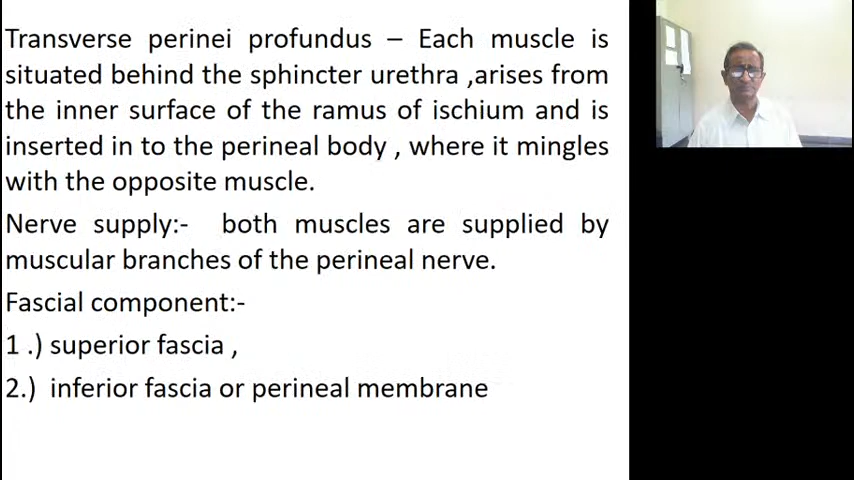 Transverse perinei profundus – Each muscle is
situated behind the sphincter urethra ,arises from
the inner surface of the ramus of ischium and is
inserted in to the perineal body , where it mingles
with the opposite muscle.
Nerve supply:- both muscles are supplied by
muscular branches of the perineal nerve.
Fascial component:-
1 .) superior fascia ,
2.) inferior fascia or perineal membrane